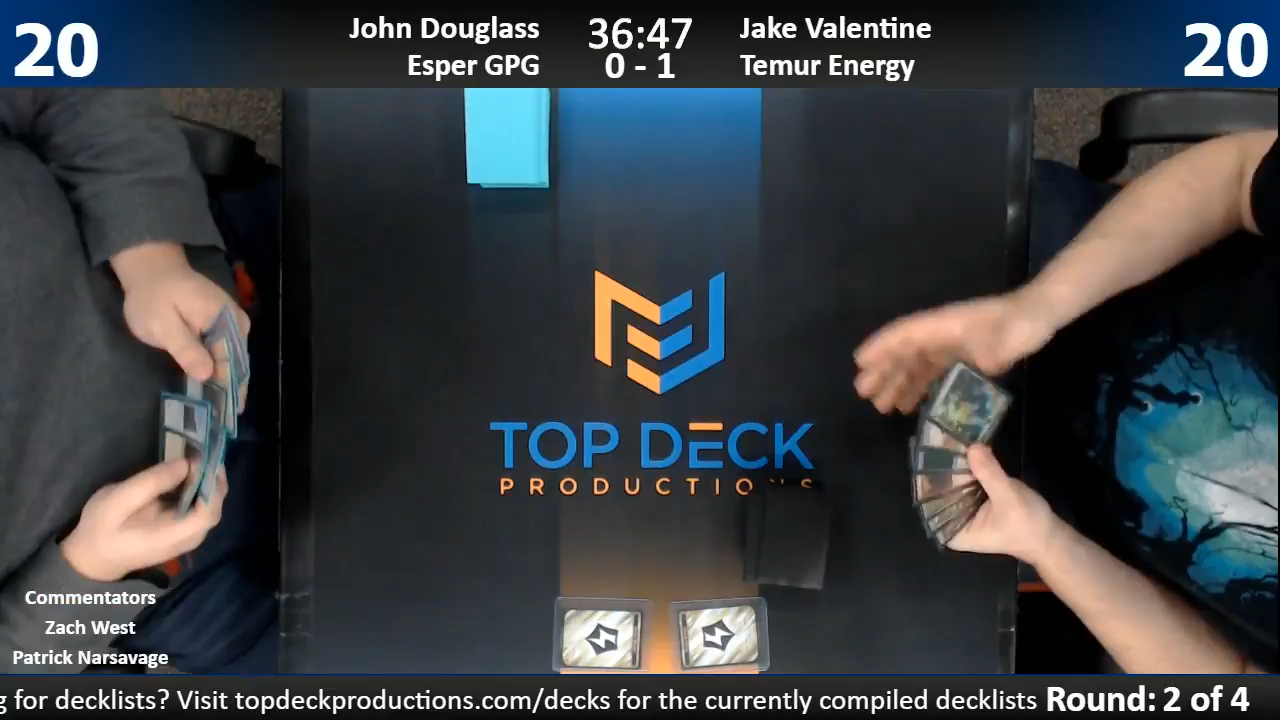 20
John Douglass
Esper GPG
36:47
0 - 1
Jake Valentine
Temur Energy
20
TOP DECK
PRODUCTIONS
Commentators
Zach West
Patrick Narsavage
g for decklists? Visit topdeckproductions.com/decks for the currently compiled decklists
Round: 2 of 4